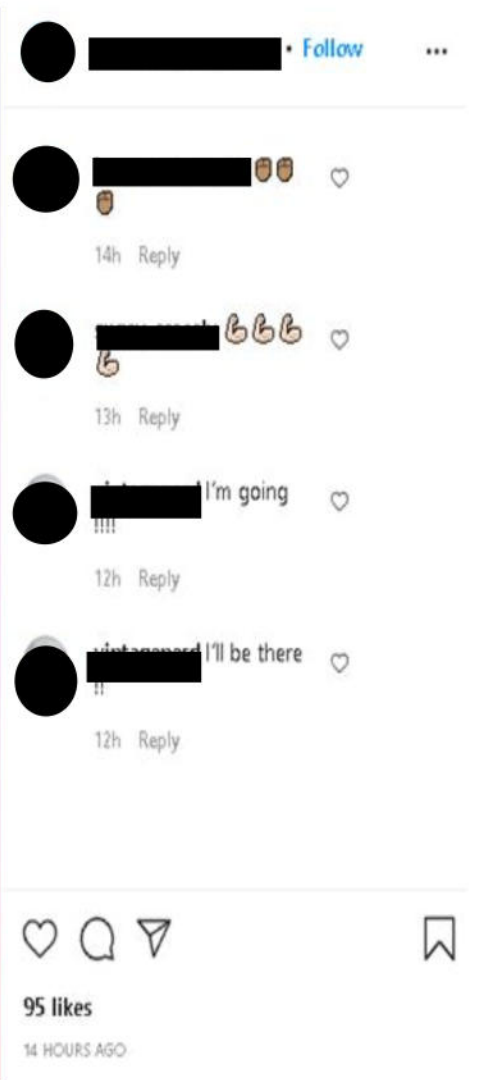 • Follow
14h Reply
13h Reply
I'm going
!!!!
12h Reply
I'll be there
!!
12h Reply
95 likes
14 HOURS AGO